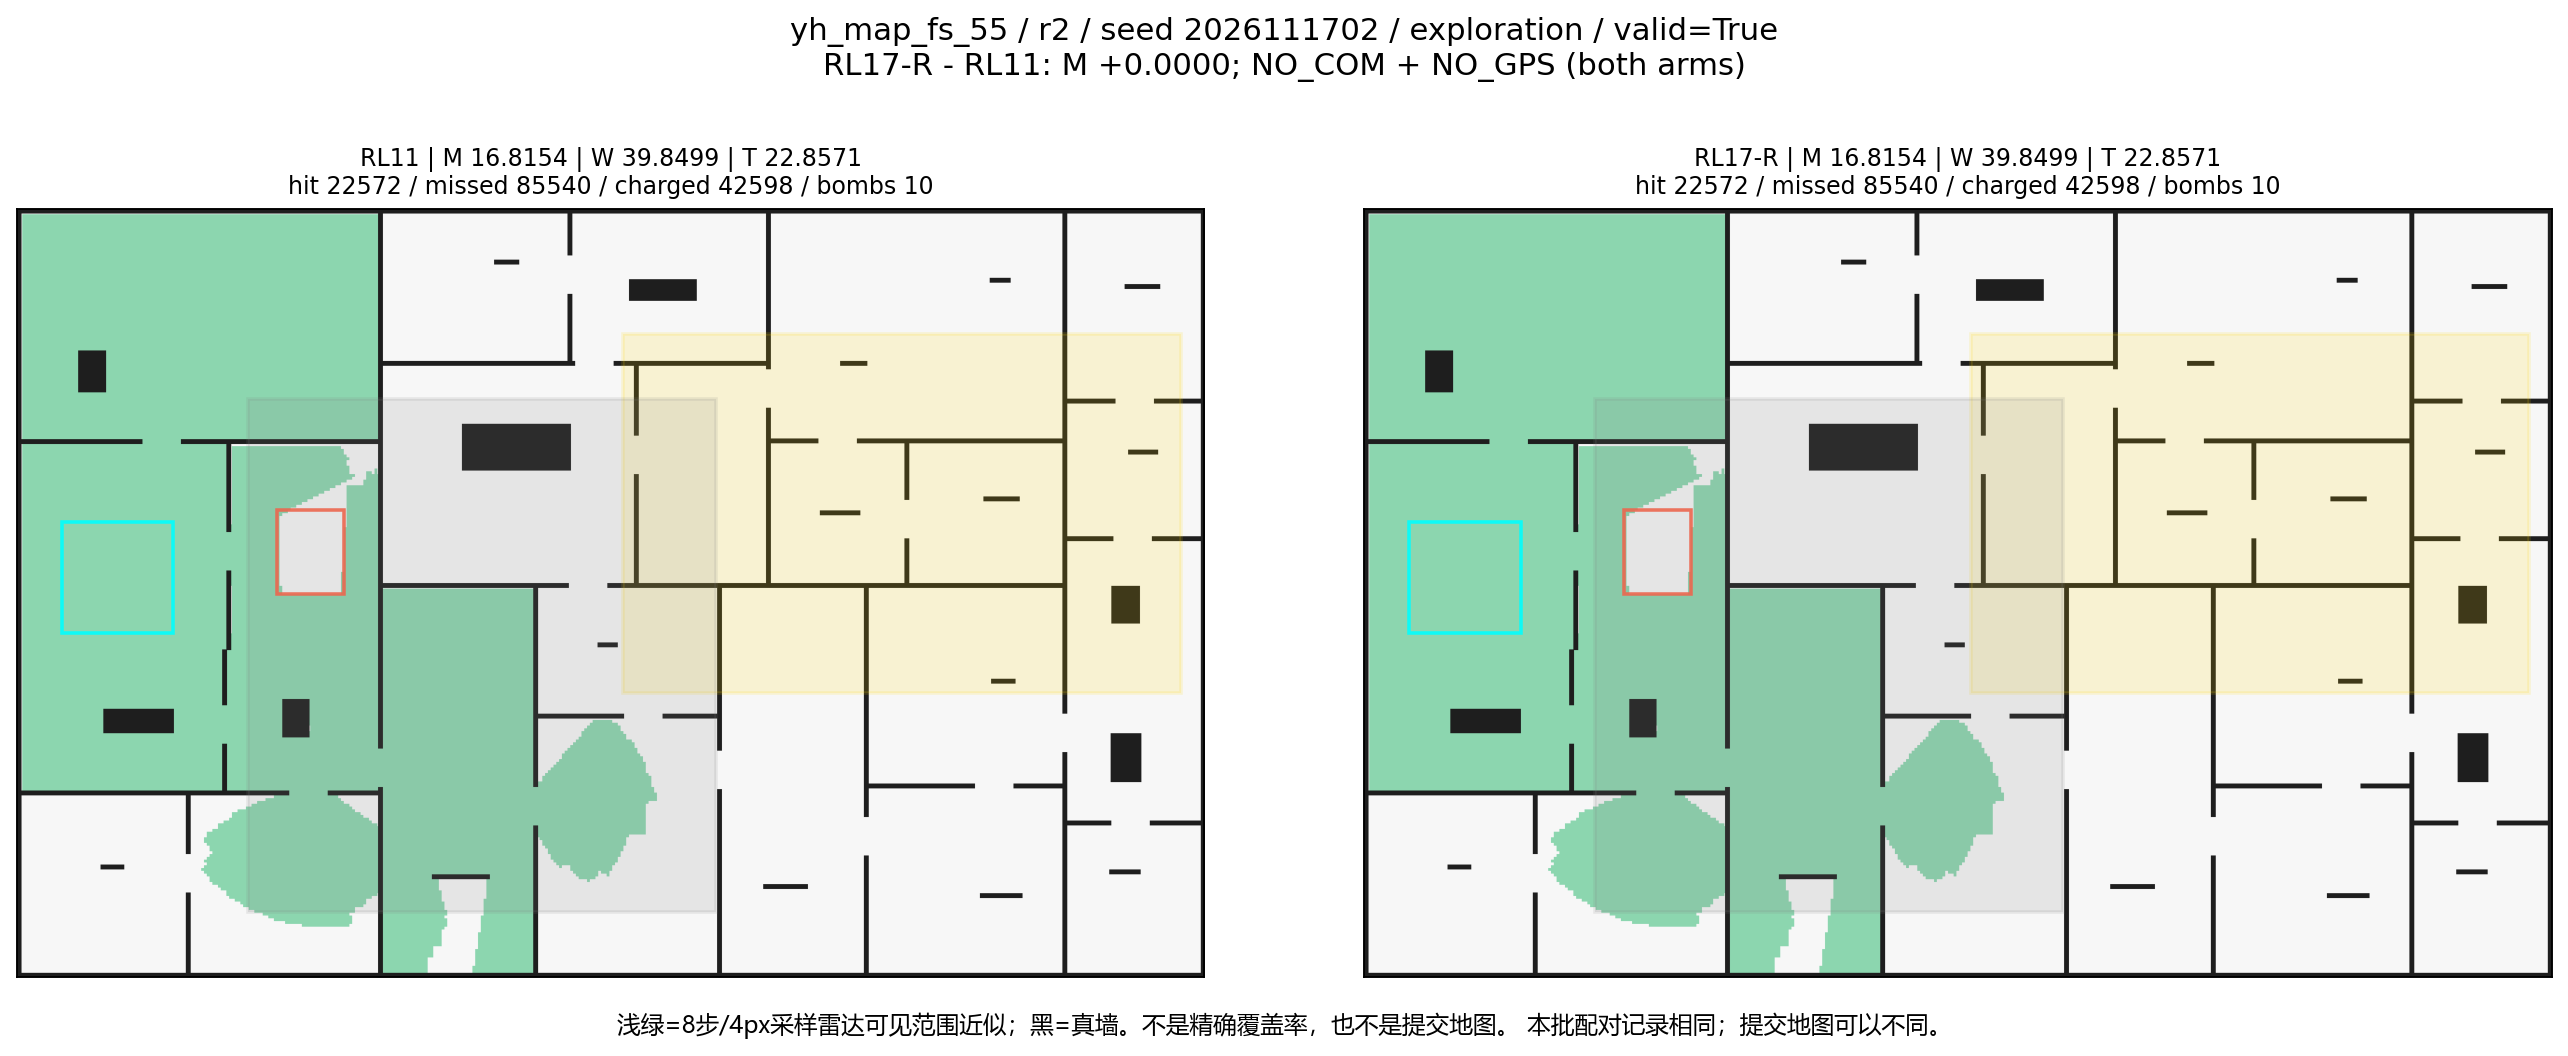 yh_map_fs_55 / r2 / seed 2026111702 / exploration / valid=True
RL17-R - RL11: M +0.0000; NO_COM + NO_GPS (both arms)
RL11 | M 16.8154 | W 39.8499 | T 22.8571
hit 22572 / missed 85540 / charged 42598 / bombs 10
RL17-R | M 16.8154 | W 39.8499 | T 22.8571
hit 22572 / missed 85540 / charged 42598 / bombs 10
浅绿=8步/4px采样雷达可见范围近似；黑=真墙。不是精确覆盖率，也不是提交地图。 本批配对记录相同；提交地图可以不同。